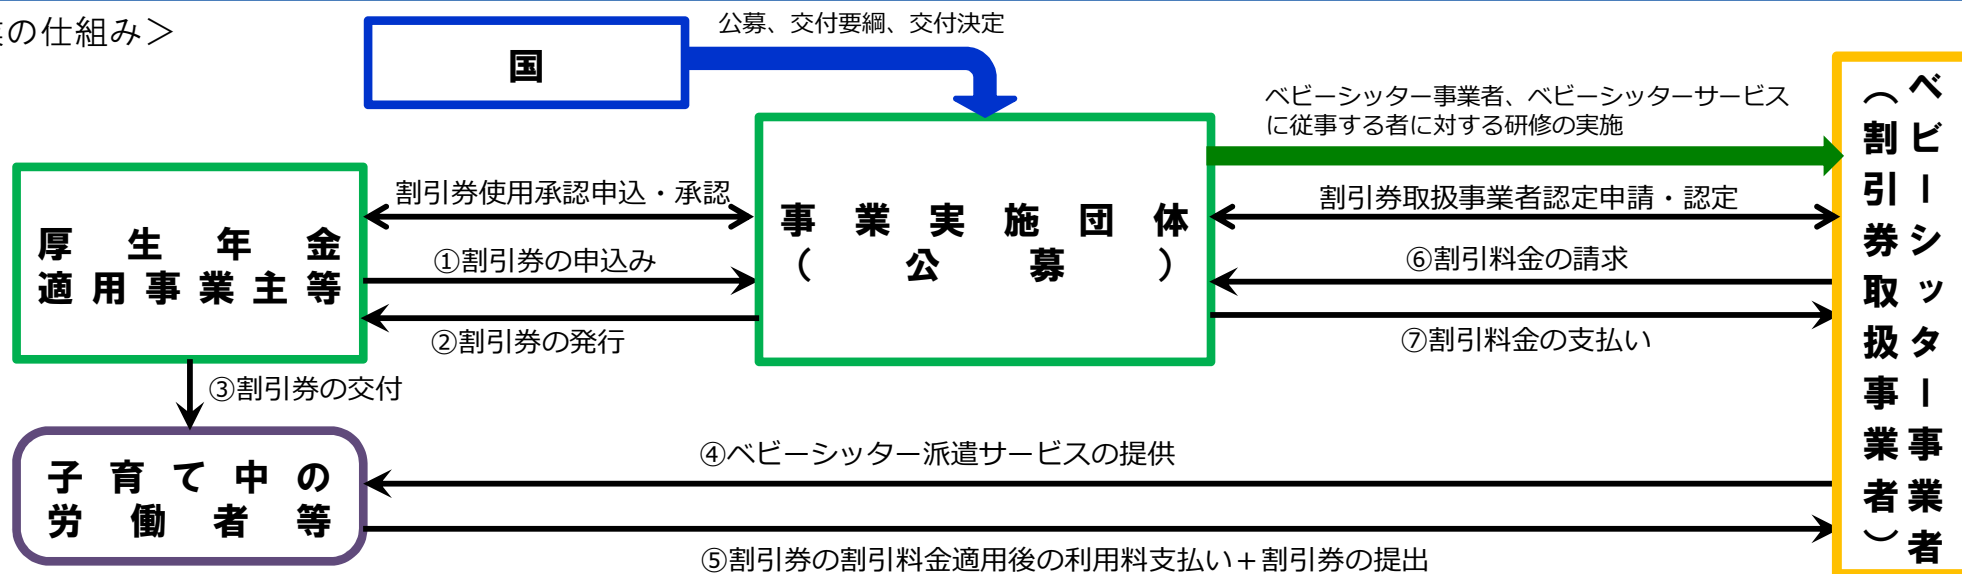 の仕組み＞
国
公募、交付要綱、交付決定
ベビーシッター事業者、ベビーシッターサービス
に従事する者に対する研修の実施
厚生年金
適用事業主等
割引券使用承認申込・承認
①割引券の申込み
②割引券の発行
事業実施団体
（公募）
割引券取扱事業者認定申請・認定
⑥割引料金の請求
⑦割引料金の支払い
ベビーシッター事業者
（割引券取扱事業者）
③割引券の交付
子育て中の
労働者等
④ベビーシッター派遣サービスの提供
⑤割引券の割引料金適用後の利用料支払い＋割引券の提出